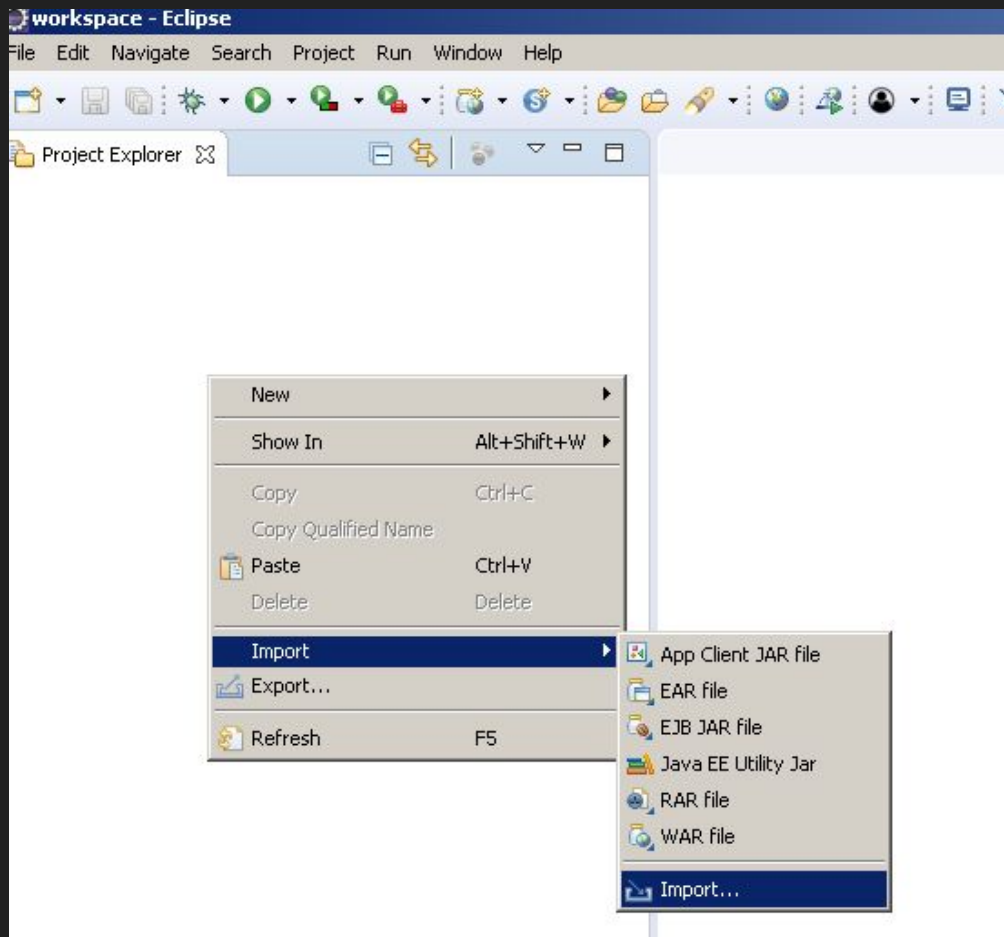 workspace - Eclipse
File Edit Navigate Search Project Run Window Help
Project Explorer
New
Show In Alt+Shift+W
Copy Ctrl+C
Copy Qualified Name
Paste Ctrl+V
Delete Delete
Import
Export...
Refresh F5
App Client JAR file
EAR file
EJB JAR file
Java EE Utility Jar
RAR file
WAR file
Import...